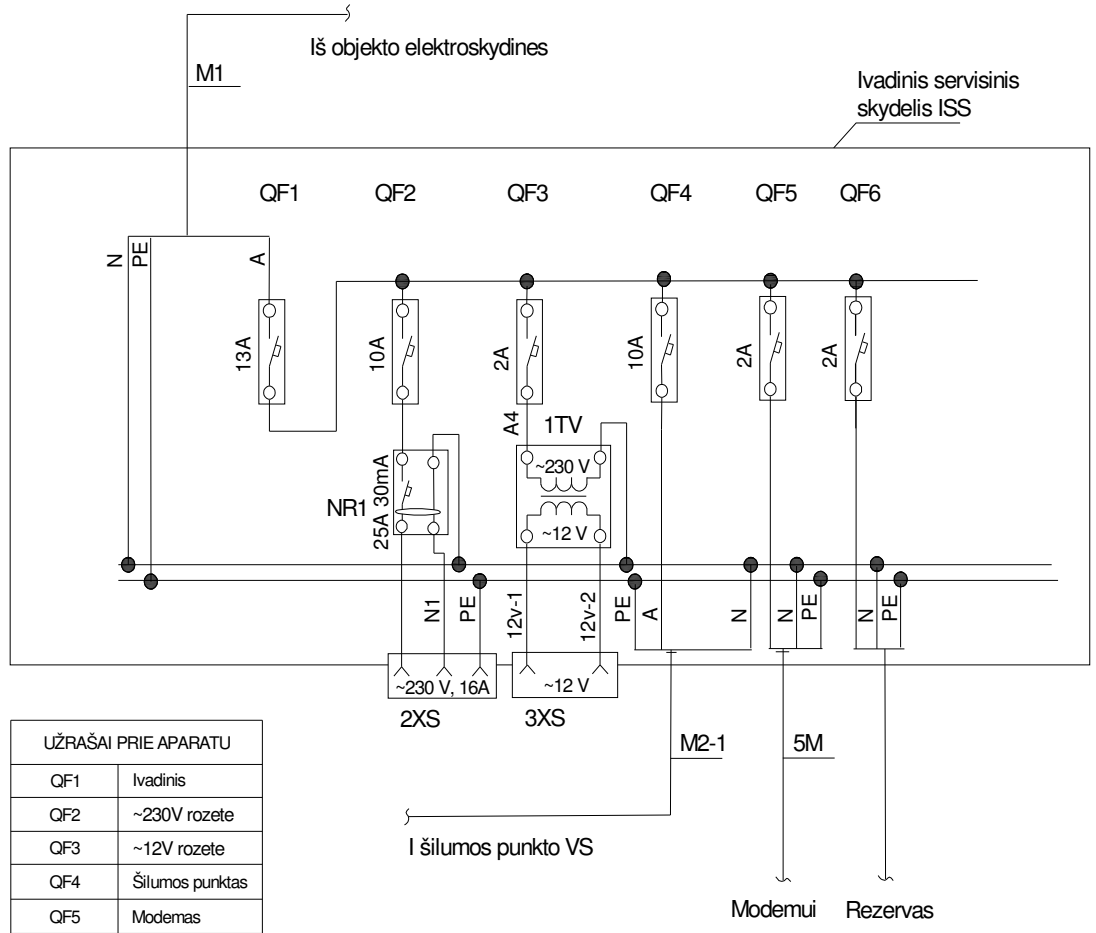 Iš objekto elektroskydines
M1
Ivadinis servisinis
skydelis ISS
QF1 QF2 QF3 QF4 QF5 QF6
N PE A
13A 10A 2A 10A 2A 2A
A4 1TV
~230 V
~12 V
NR1 25A 30mA
N1 PE 12v-1 12v-2 PE A N N PE N PE
~230 V, 16A ~12 V
2XS 3XS
M2-1 5M
I šilumos punkto VS
Modemui Rezervas
UŽRAŠAI PRIE APARATU
QF1 Ivadinis
QF2 ~230V rozete
QF3 ~12V rozete
QF4 Šilumos punktas
QF5 Modemas